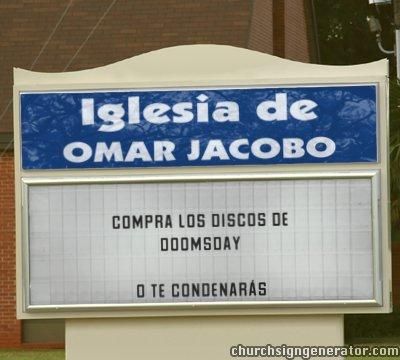 Iglesia de
OMAR JACOBO
COMPRA LOS DISCOS DE
DOOMSDAY
O TE CONDENARÁS
churchsigngenerator.com